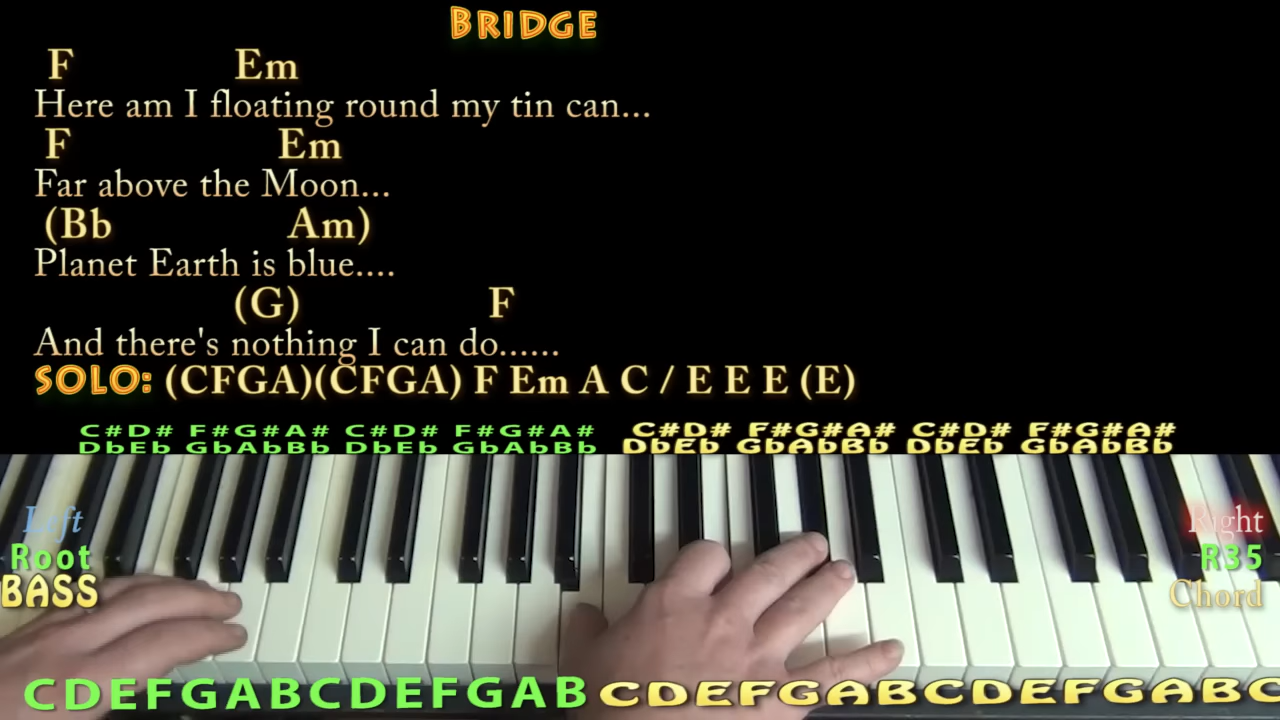 BRIDGE
F Em
Here am I floating round my tin can...
F Em
Far above the Moon...
(Bb Am)
Planet Earth is blue....
(G) F
And there's nothing I can do......
SOLO: (CFGA)(CFGA) F Em A C / E E E (E)
C#D# F#G#A# C#D# F#G#A# C#D# F#G#A# C#D# F#G#A#
DbEb GbAbBb DbEb GbAbBb DbEb GbAbBb DbEb GbAbBb
Left
Root
BASS
Right
R35
Chord
CDEFGABCDEFGAB CDEFGABCDEFGABC